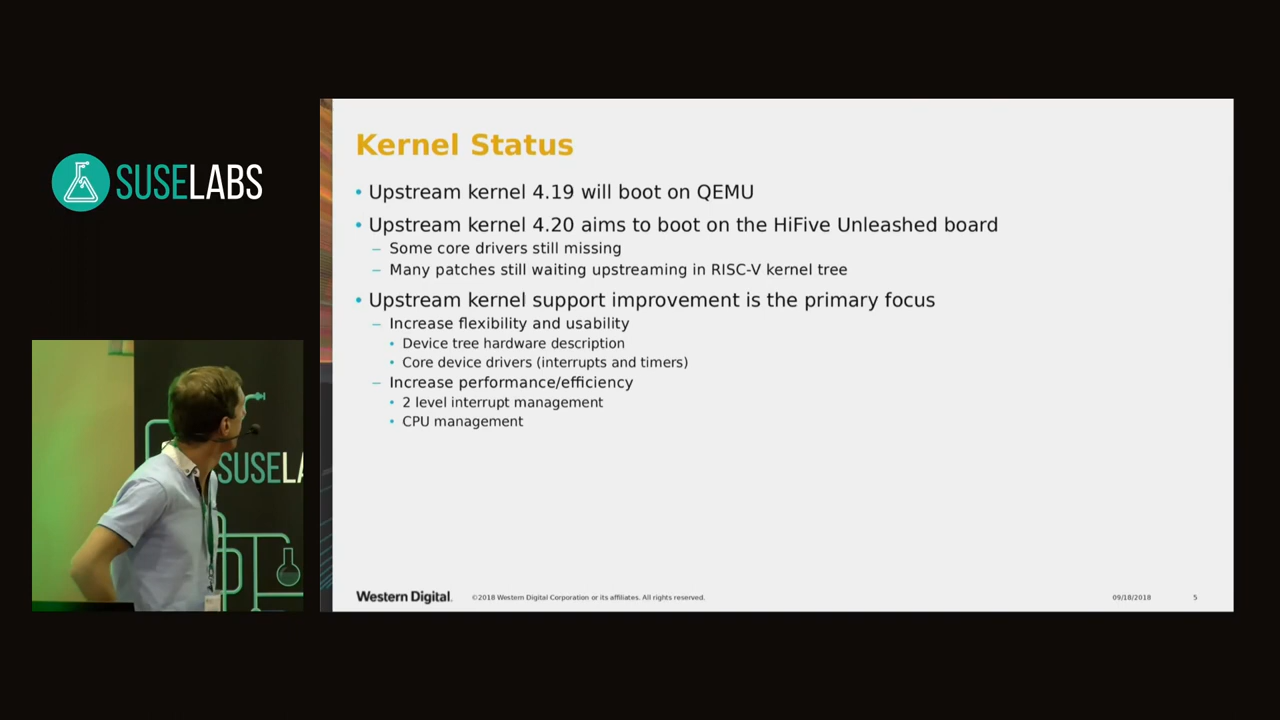 SUSELABS
Kernel Status
• Upstream kernel 4.19 will boot on QEMU
• Upstream kernel 4.20 aims to boot on the HiFive Unleashed board
– Some core drivers still missing
– Many patches still waiting upstreaming in RISC-V kernel tree
• Upstream kernel support improvement is the primary focus
– Increase flexibility and usability
• Device tree hardware description
• Core device drivers (interrupts and timers)
– Increase performance/efficiency
• 2 level interrupt management
• CPU management
SUSELA
Western Digital. ©2018 Western Digital Corporation or its affiliates. All rights reserved. 09/18/2018 5